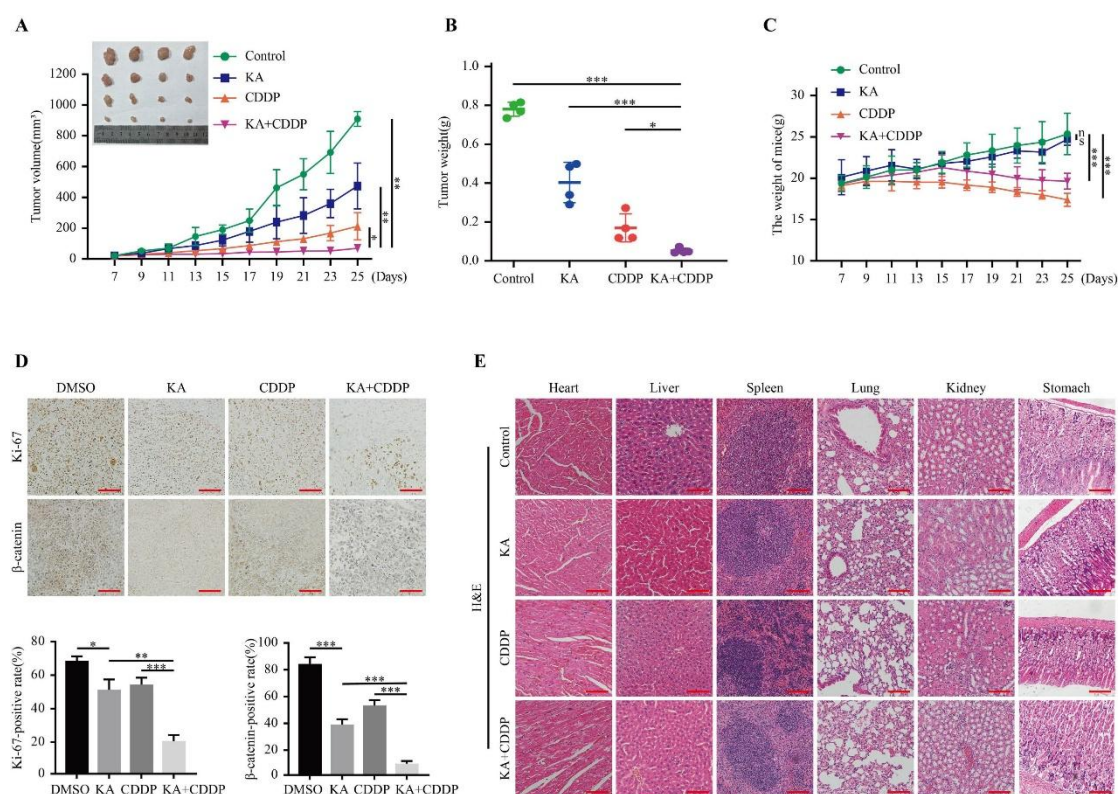 A
Control
KA
CDDP
KA+CDDP
Tumor volume(mm³)
1200
1000
800
600
400
200
0
7 9 11 13 15 17 19 21 23 25 (Days)
*
**
**
B
Tumor weight(g)
1.0
0.8
0.6
0.4
0.2
0.0
***
***
*
Control KA CDDP KA+CDDP
C
Control
KA
CDDP
KA+CDDP
The weight of mice(g)
30
25
20
15
10
7 9 11 13 15 17 19 21 23 25 (Days)
ns
***
***
D
DMSO KA CDDP KA+CDDP
Ki-67
β-catenin
Ki-67-positive rate(%)
80
60
40
20
0
* **
***
DMSO KA CDDP KA+CDDP
β-catenin-positive rate(%)
100
80
60
40
20
0
***
***
***
DMSO KA CDDP KA+CDDP
E
Heart Liver Spleen Lung Kidney Stomach
H&E
Control
KA
CDDP
KA+CDDP